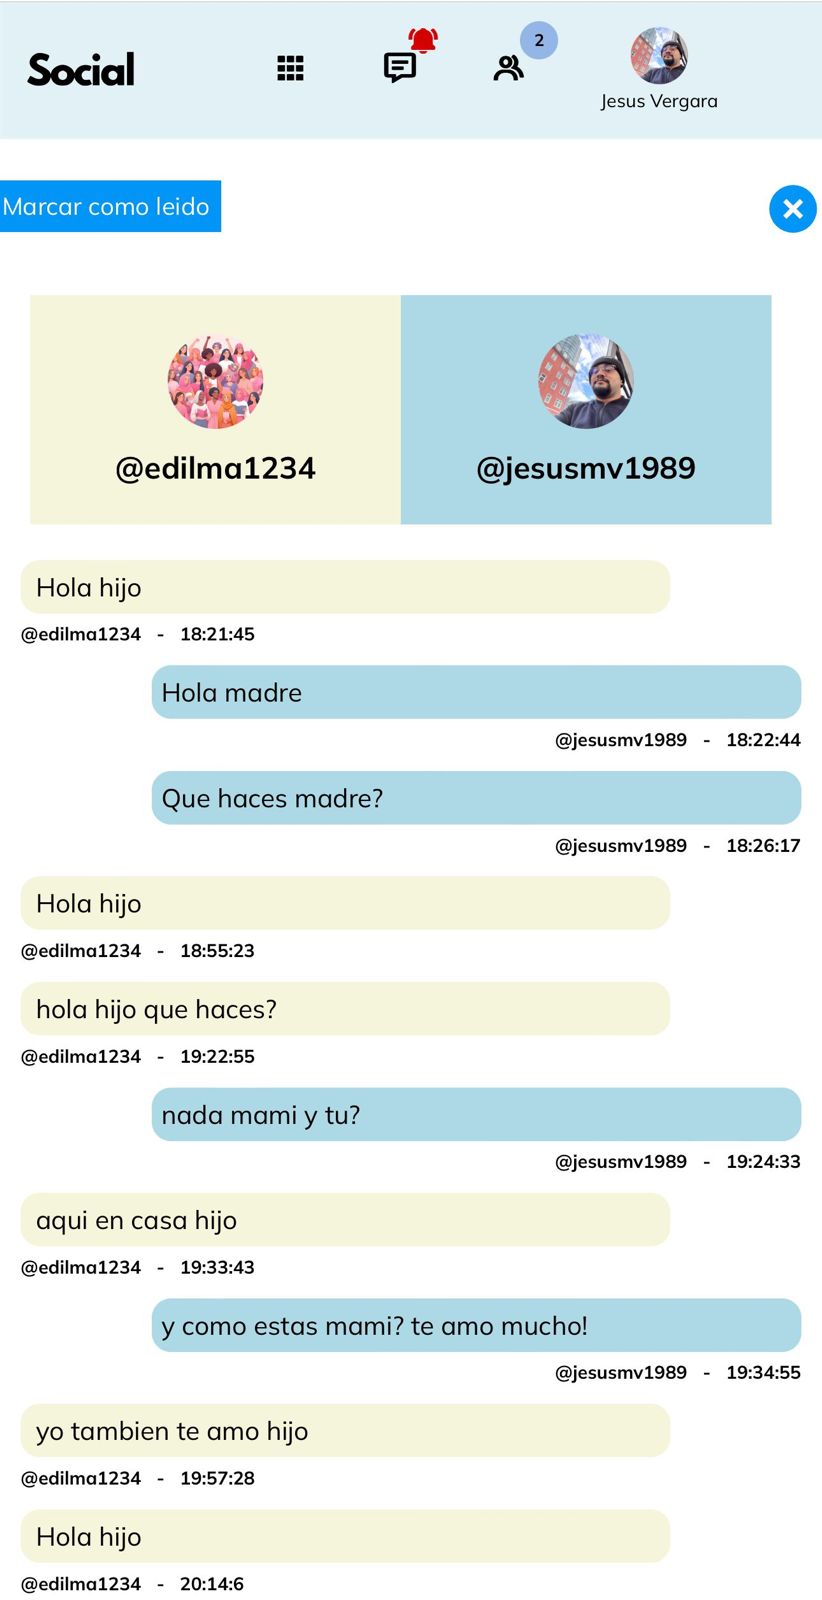 Social
2
Jesus Vergara
Marcar como leido
@edilma1234
@jesusmv1989
Hola hijo
@edilma1234 - 18:21:45
Hola madre
@jesusmv1989 - 18:22:44
Que haces madre?
@jesusmv1989 - 18:26:17
Hola hijo
@edilma1234 - 18:55:23
hola hijo que haces?
@edilma1234 - 19:22:55
nada mami y tu?
@jesusmv1989 - 19:24:33
aqui en casa hijo
@edilma1234 - 19:33:43
y como estas mami? te amo mucho!
@jesusmv1989 - 19:34:55
yo tambien te amo hijo
@edilma1234 - 19:57:28
Hola hijo
@edilma1234 - 20:14:6